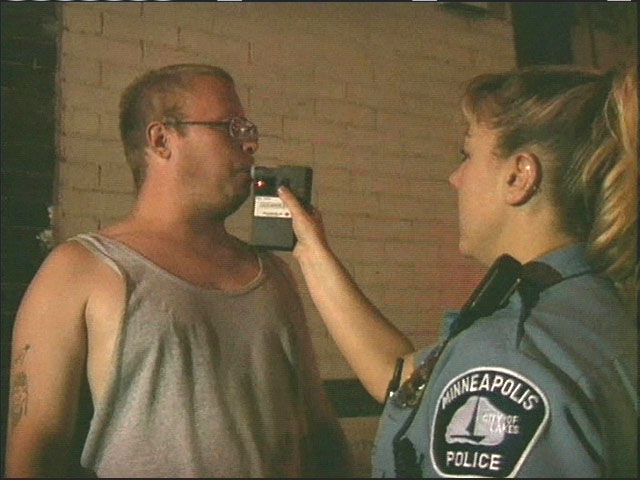 MINNEAPOLIS
CITY OF
LAKES
POLICE